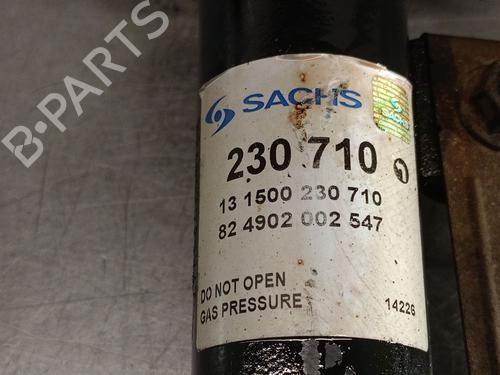 B-PARTS
SACHS
230 710
13 1500 230 710
82 4902 002 547
DO NOT OPEN
GAS PRESSURE
14226